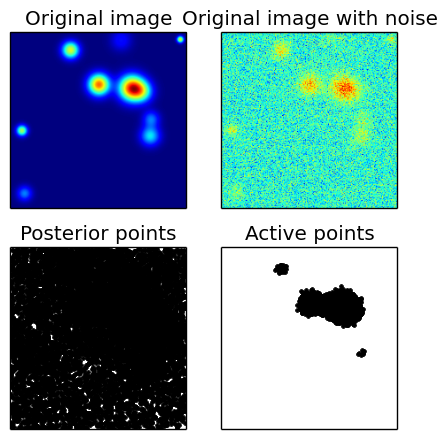 Original image
Original image with noise
Posterior points
Active points